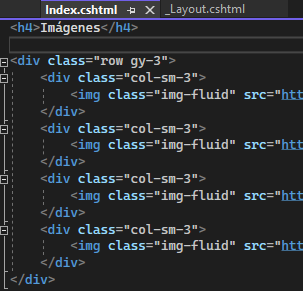 Index.cshtml
_Layout.cshtml
<h4>Imágenes</h4>
<div class="row gy-3">
<div class="col-sm-3">
<img class="img-fluid" src="htt
</div>
<div class="col-sm-3">
<img class="img-fluid" src="htt
</div>
<div class="col-sm-3">
<img class="img-fluid" src="htt
</div>
<div class="col-sm-3">
<img class="img-fluid" src="htt
</div>
</div>